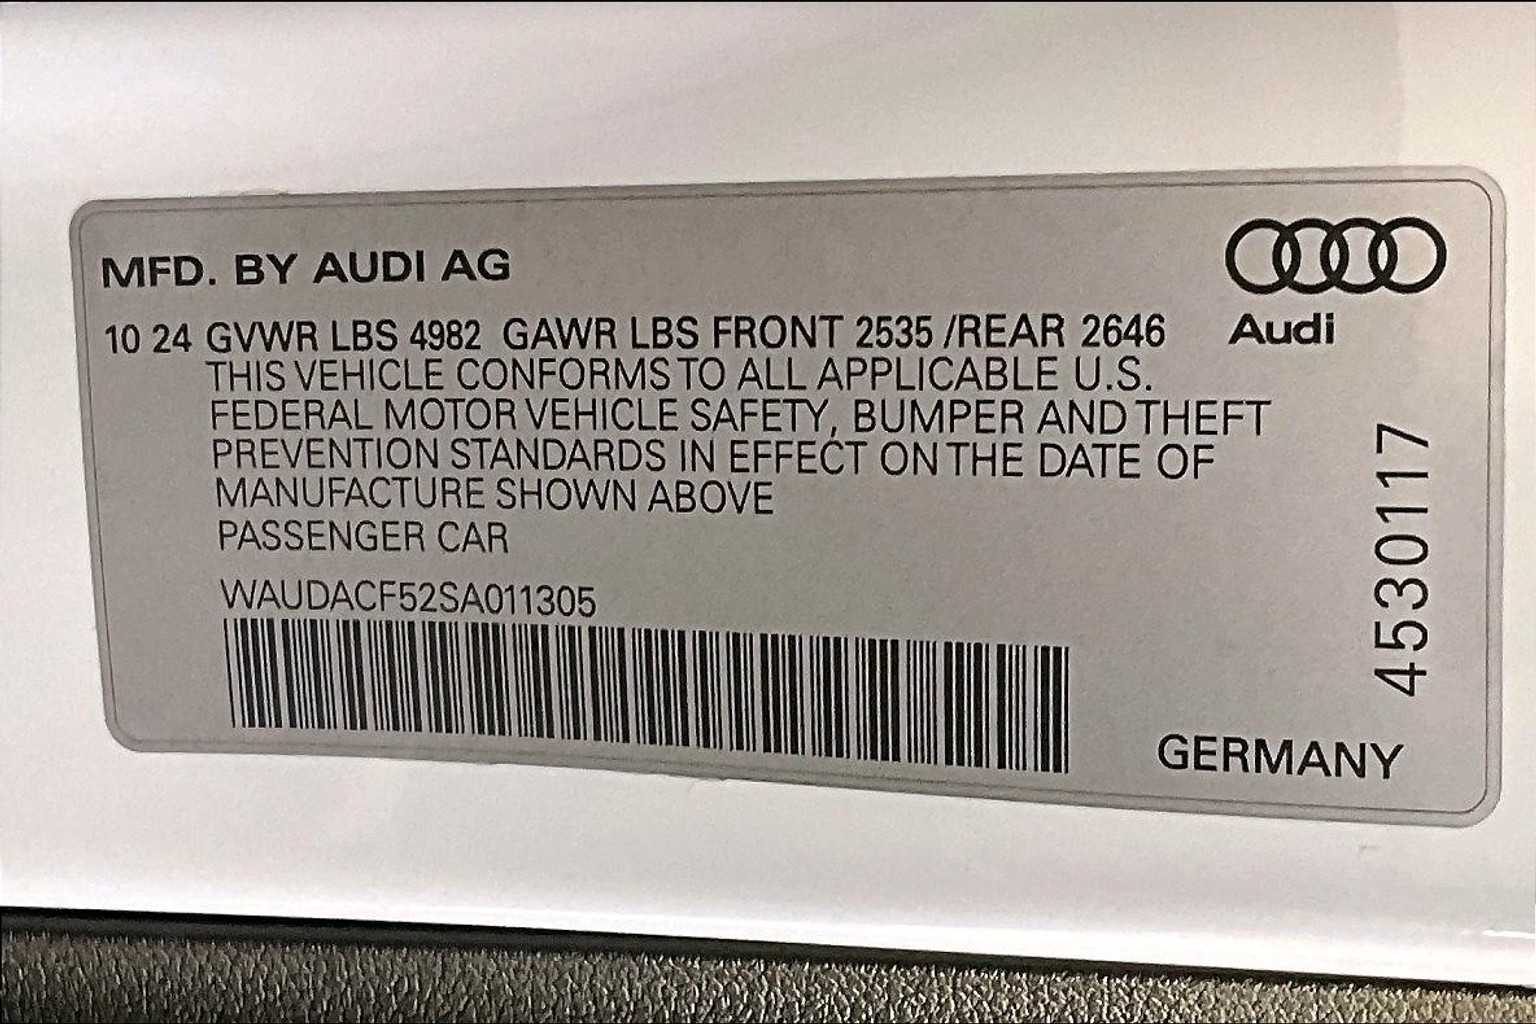 MFD. BY AUDI AG
Audi
10 24 GVWR LBS 4982 GAWR LBS FRONT 2535 /REAR 2646
THIS VEHICLE CONFORMS TO ALL APPLICABLE U.S.
FEDERAL MOTOR VEHICLE SAFETY, BUMPER AND THEFT
PREVENTION STANDARDS IN EFFECT ON THE DATE OF
MANUFACTURE SHOWN ABOVE
PASSENGER CAR
WAUDACF52SA011305
4530117
GERMANY